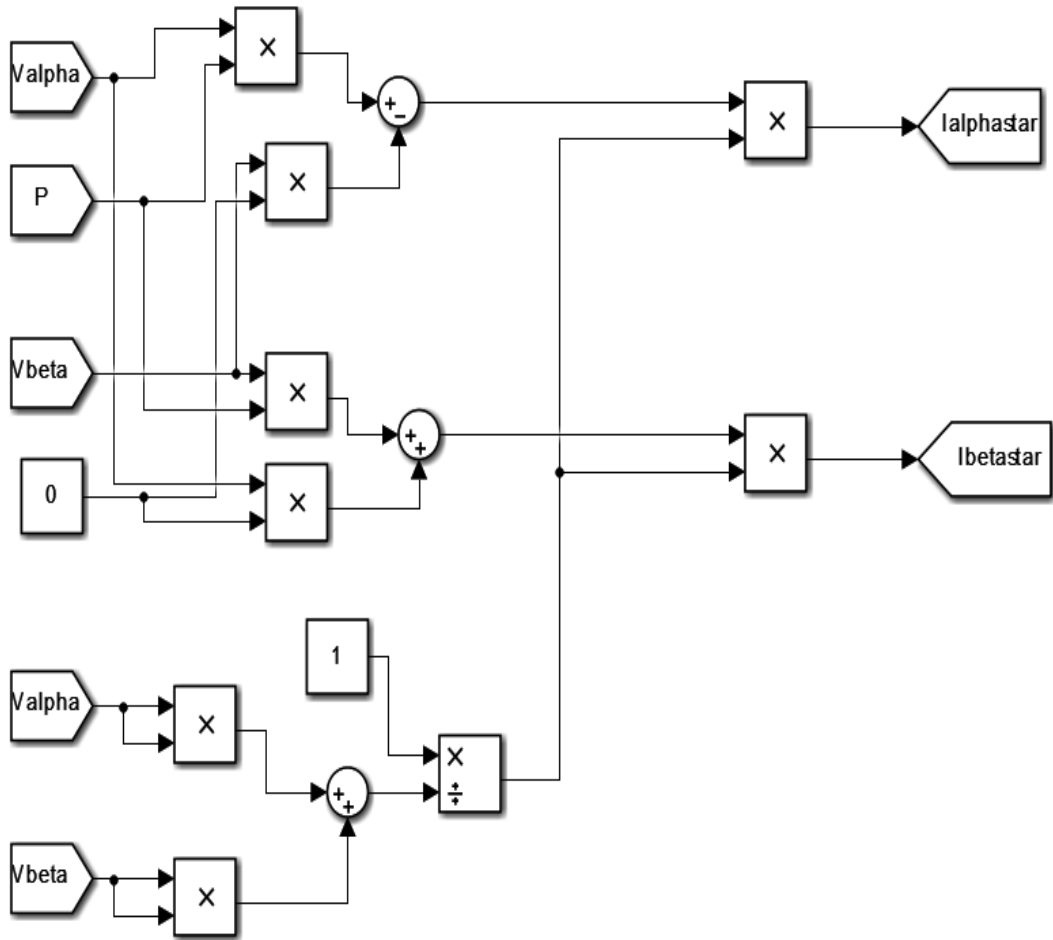 Valpha
×
+
−
×
Ialphastar
P
×
Vbeta
×
+
+
×
Ibetastar
0
×
1
Valpha
×
×
÷
+
+
Vbeta
×